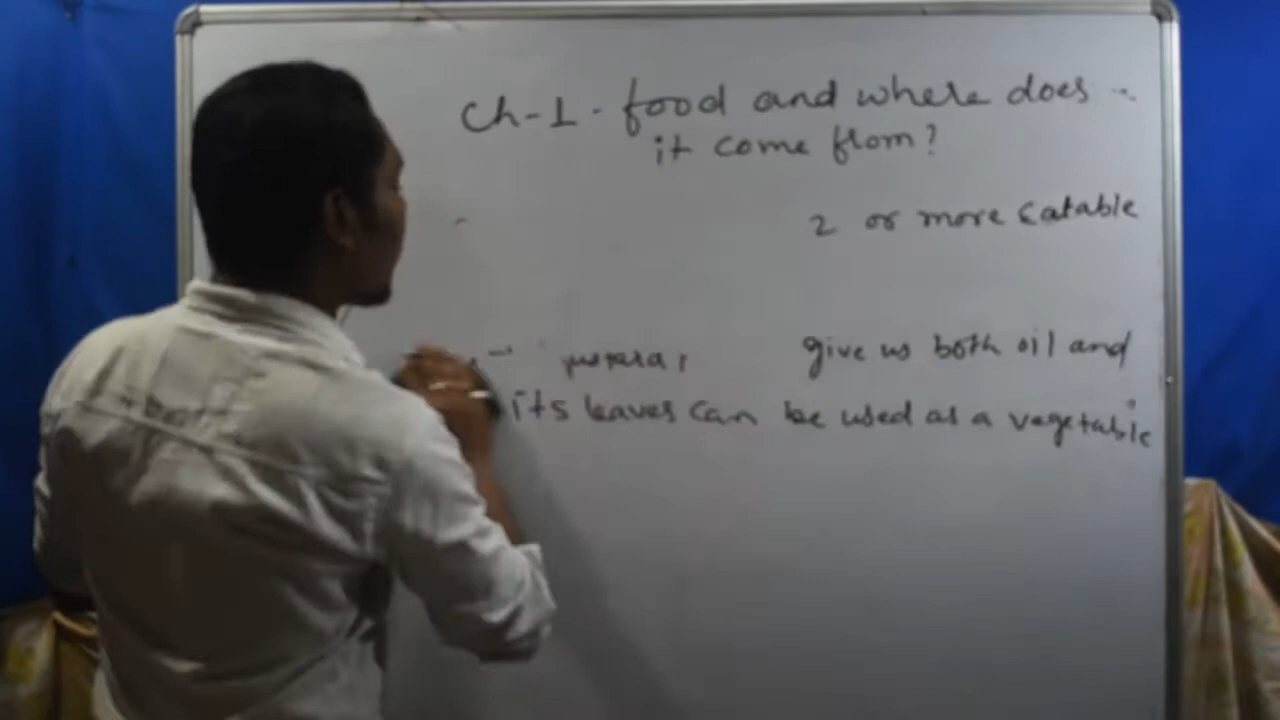 Ch-1. food and where does
it come from?
2 or more Eatable
give us both oil and
its leaves can be used as a vegetable